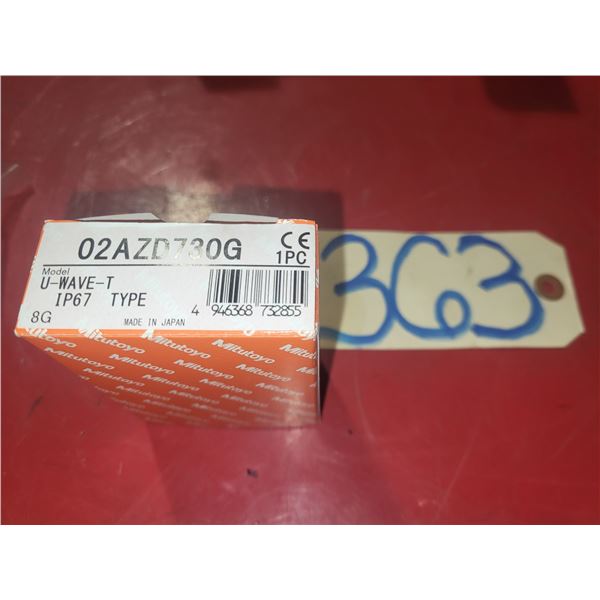 02AZD730G
CE
1PC
Model
U-WAVE-T
IP67 TYPE
8G
MADE IN JAPAN
4 946368 732855
Mitutoyo
363